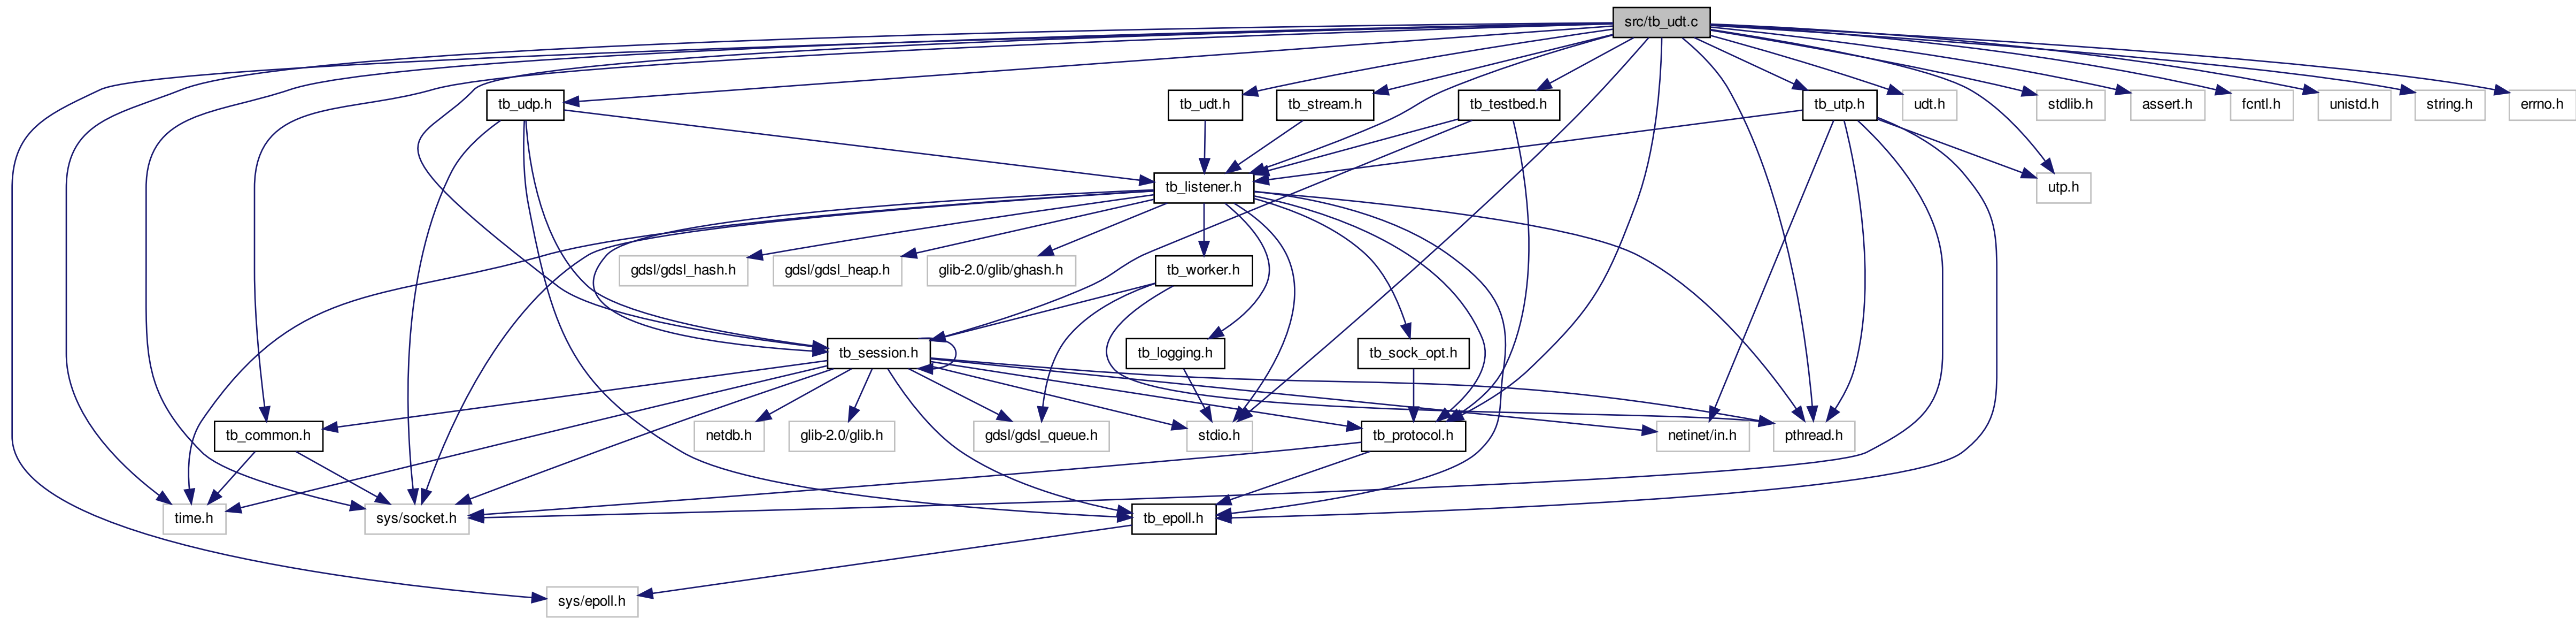 src/tb_udt.c
tb_udp.h
tb_udt.h
tb_stream.h
tb_testbed.h
tb_utp.h
udt.h
stdlib.h
assert.h
fcntl.h
unistd.h
string.h
errno.h
tb_listener.h
utp.h
gdsl/gdsl_hash.h
gdsl/gdsl_heap.h
glib-2.0/glib/ghash.h
tb_worker.h
tb_session.h
tb_logging.h
tb_sock_opt.h
tb_common.h
netdb.h
glib-2.0/glib.h
gdsl/gdsl_queue.h
stdio.h
tb_protocol.h
netinet/in.h
pthread.h
time.h
sys/socket.h
tb_epoll.h
sys/epoll.h